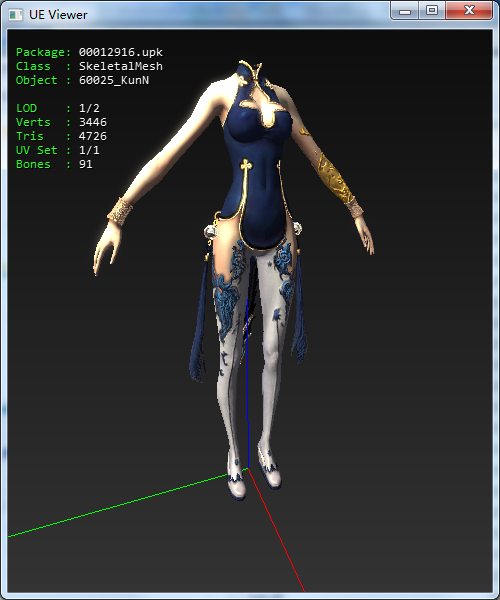 UE Viewer
Package: 00012916.upk
Class : SkeletalMesh
Object : 60025_KunN
LOD : 1/2
Verts : 3446
Tris : 4726
UV Set : 1/1
Bones : 91